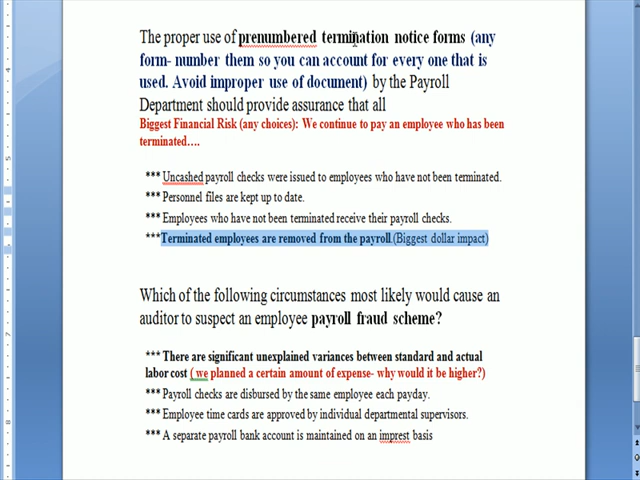 The proper use of prenumbered termination notice forms (any
form- number them so you can account for every one that is
used. Avoid improper use of document) by the Payroll
Department should provide assurance that all
Biggest Financial Risk (any choices): We continue to pay an employee who has been
terminated....
*** Uncashed payroll checks were issued to employees who have not been terminated.
*** Personnel files are kept up to date.
*** Employees who have not been terminated receive their payroll checks.
***Terminated employees are removed from the payroll.(Biggest dollar impact)
Which of the following circumstances most likely would cause an
auditor to suspect an employee payroll fraud scheme?
*** There are significant unexplained variances between standard and actual
labor cost ( we planned a certain amount of expense- why would it be higher?)
*** Payroll checks are disbursed by the same employee each payday.
*** Employee time cards are approved by individual departmental supervisors.
*** A separate payroll bank account is maintained on an imprest basis